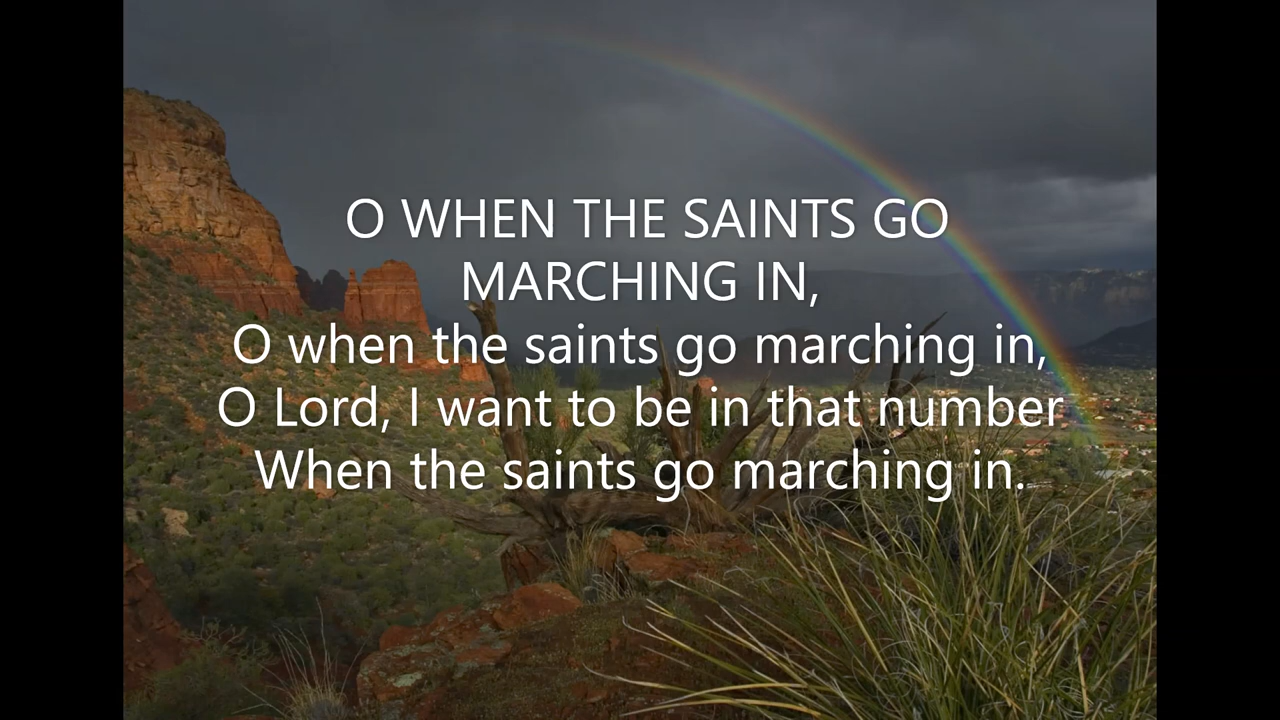 O WHEN THE SAINTS GO
MARCHING IN,
O when the saints go marching in,
O Lord, I want to be in that number
When the saints go marching in.